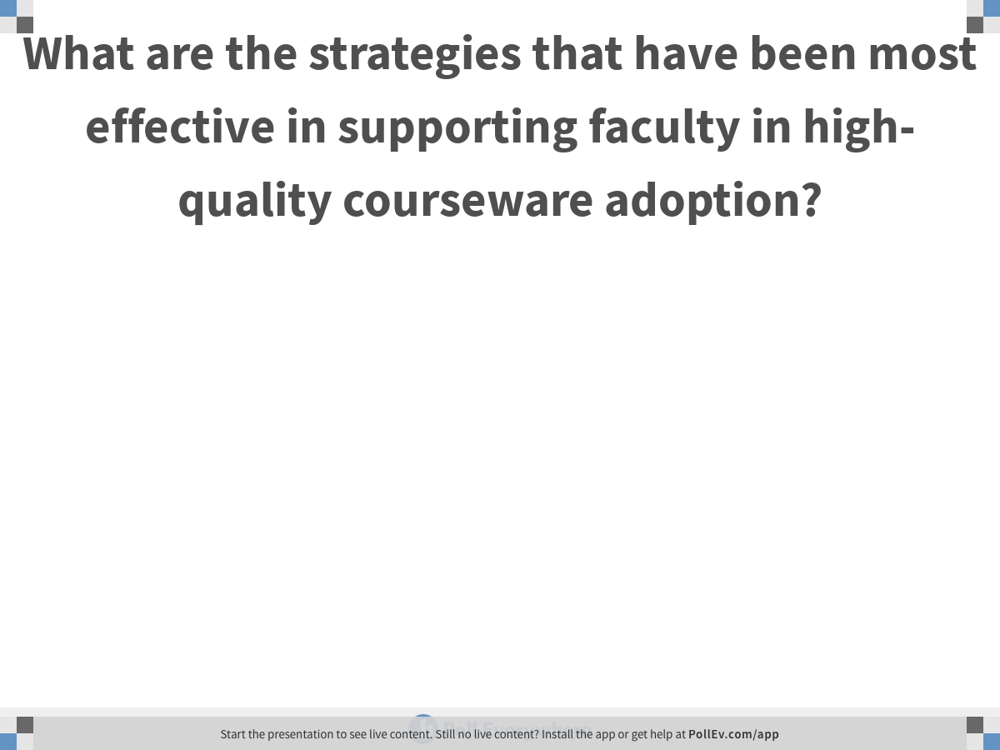 What are the strategies that have been most
effective in supporting faculty in high-
quality courseware adoption?
Poll Everywhere
Start the presentation to see live content. Still no live content? Install the app or get help at PollEv.com/app